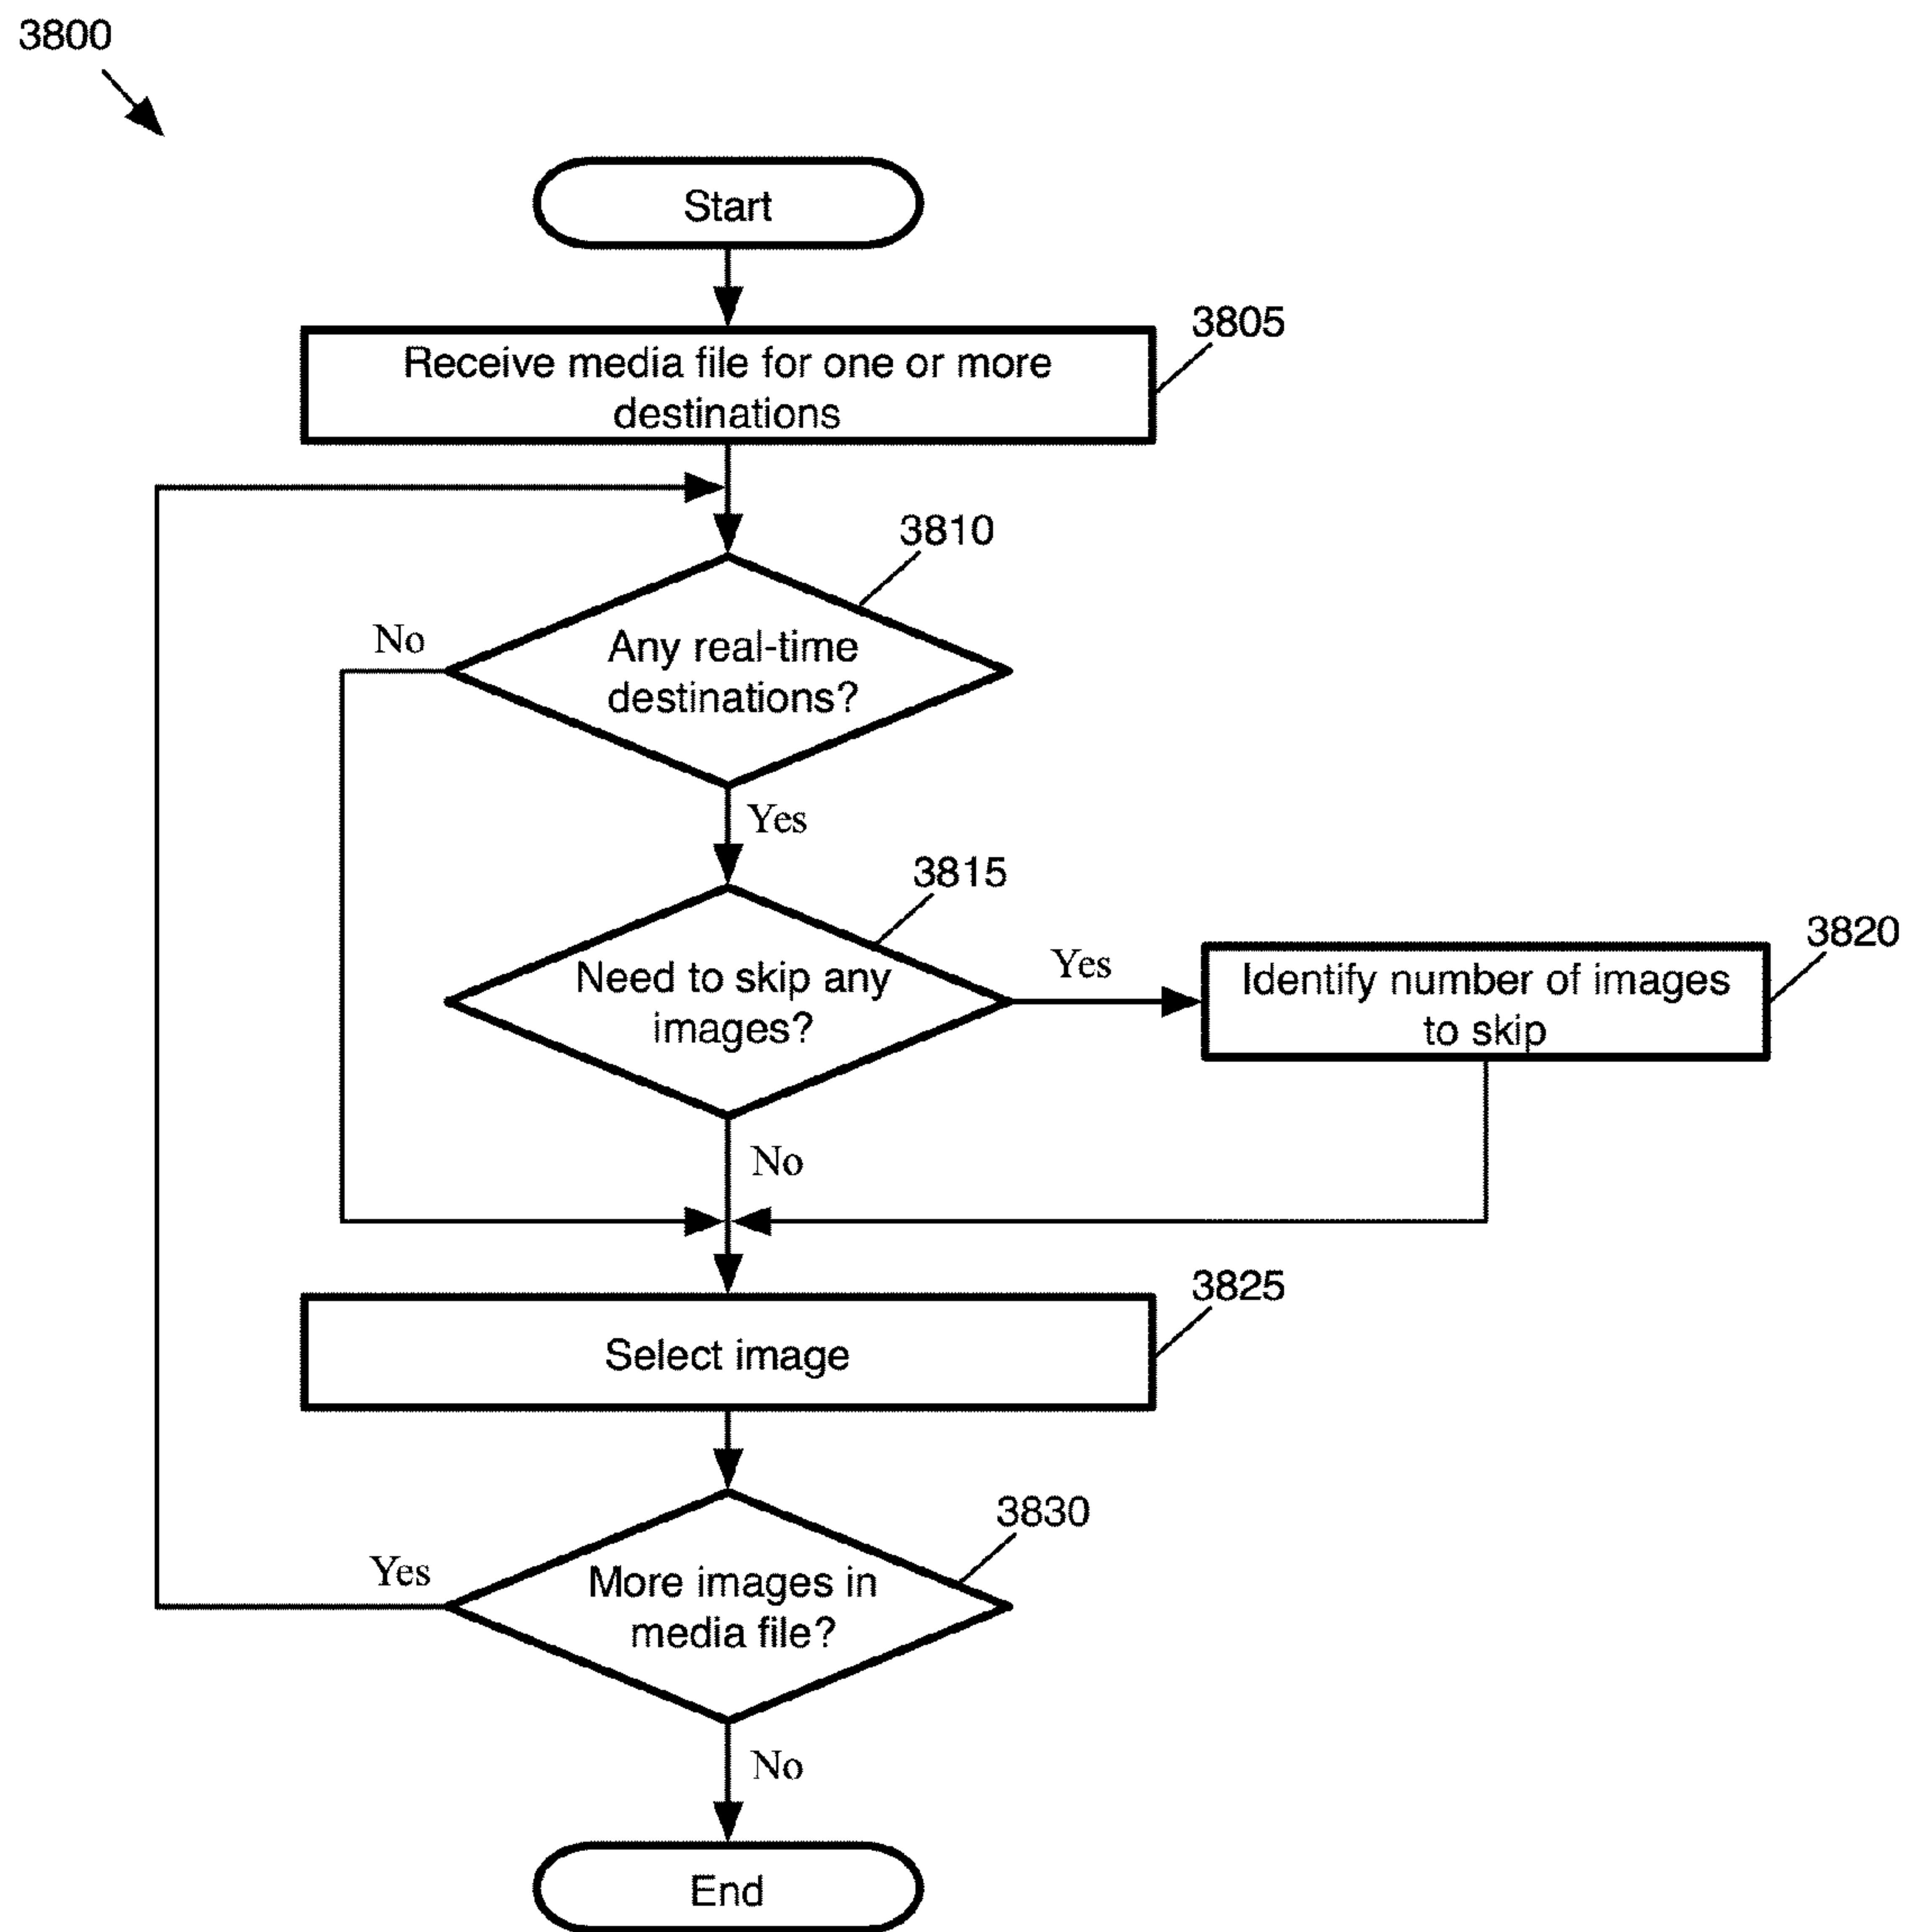 3800
Start
3805
Receive media file for one or more
destinations
3810
No
Any real-time
destinations?
Yes
3815
Need to skip any
images?
Yes
3820
Identify number of images
to skip
No
3825
Select image
3830
Yes
More images in
media file?
No
End